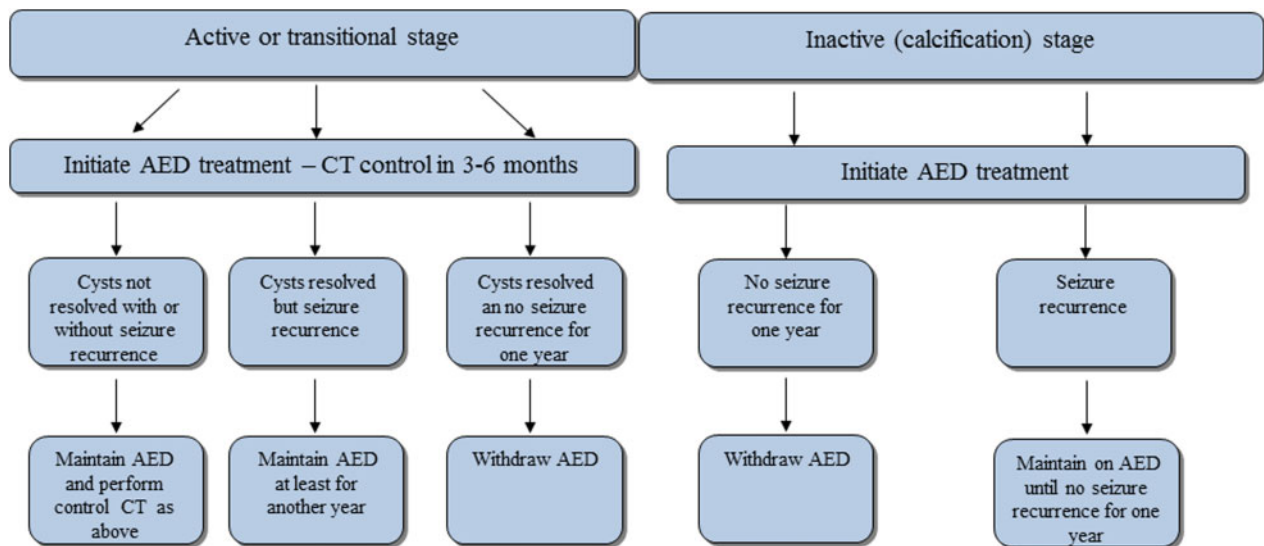 Active or transitional stage
Inactive (calcification) stage
Initiate AED treatment – CT control in 3-6 months
Initiate AED treatment
Cysts not
resolved with or
without seizure
recurrence
Cysts resolved
but seizure
recurrence
Cysts resolved
an no seizure
recurrence for
one year
No seizure
recurrence for
one year
Seizure
recurrence
Maintain AED
and perform
control CT as
above
Maintain AED
at least for
another year
Withdraw AED
Withdraw AED
Maintain on AED
until no seizure
recurrence for one
year